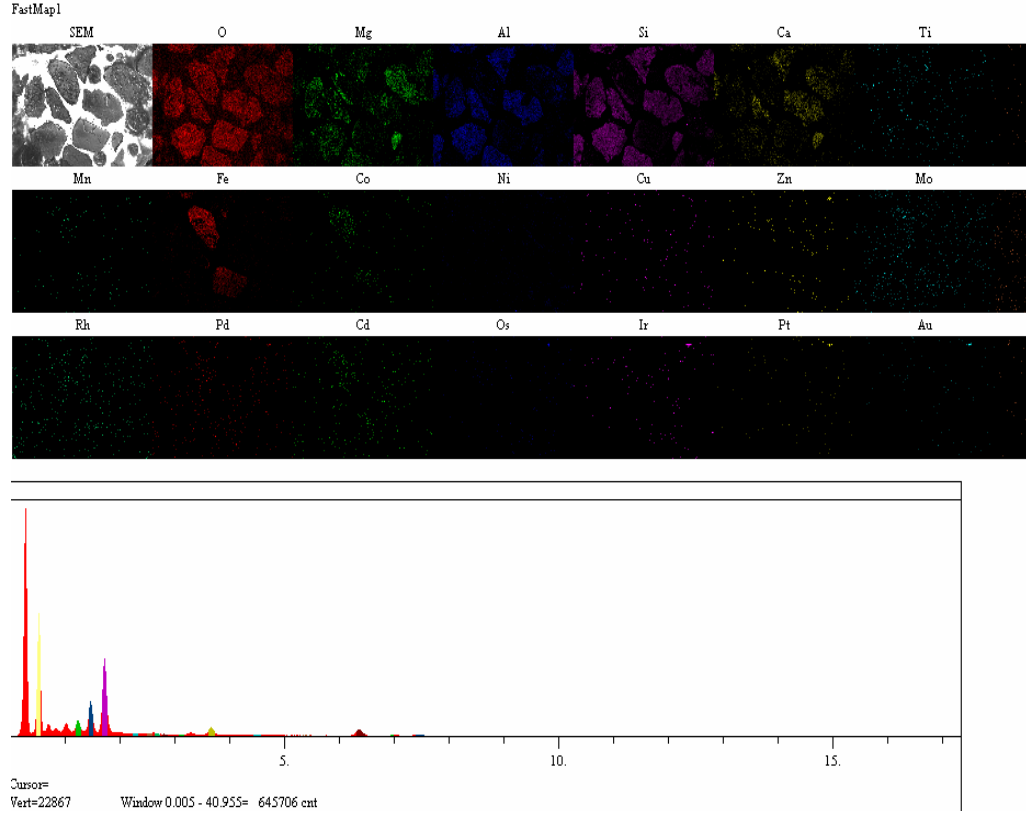 FastMap1
SEM O Mg Al Si Ca Ti
Mn Fe Co Ni Cu Zn Mo
Rh Pd Cd Os Ir Pt Au
5. 10. 15.
Cursor=
Vert=22867 Window 0.005 - 40.955= 645706 cnt